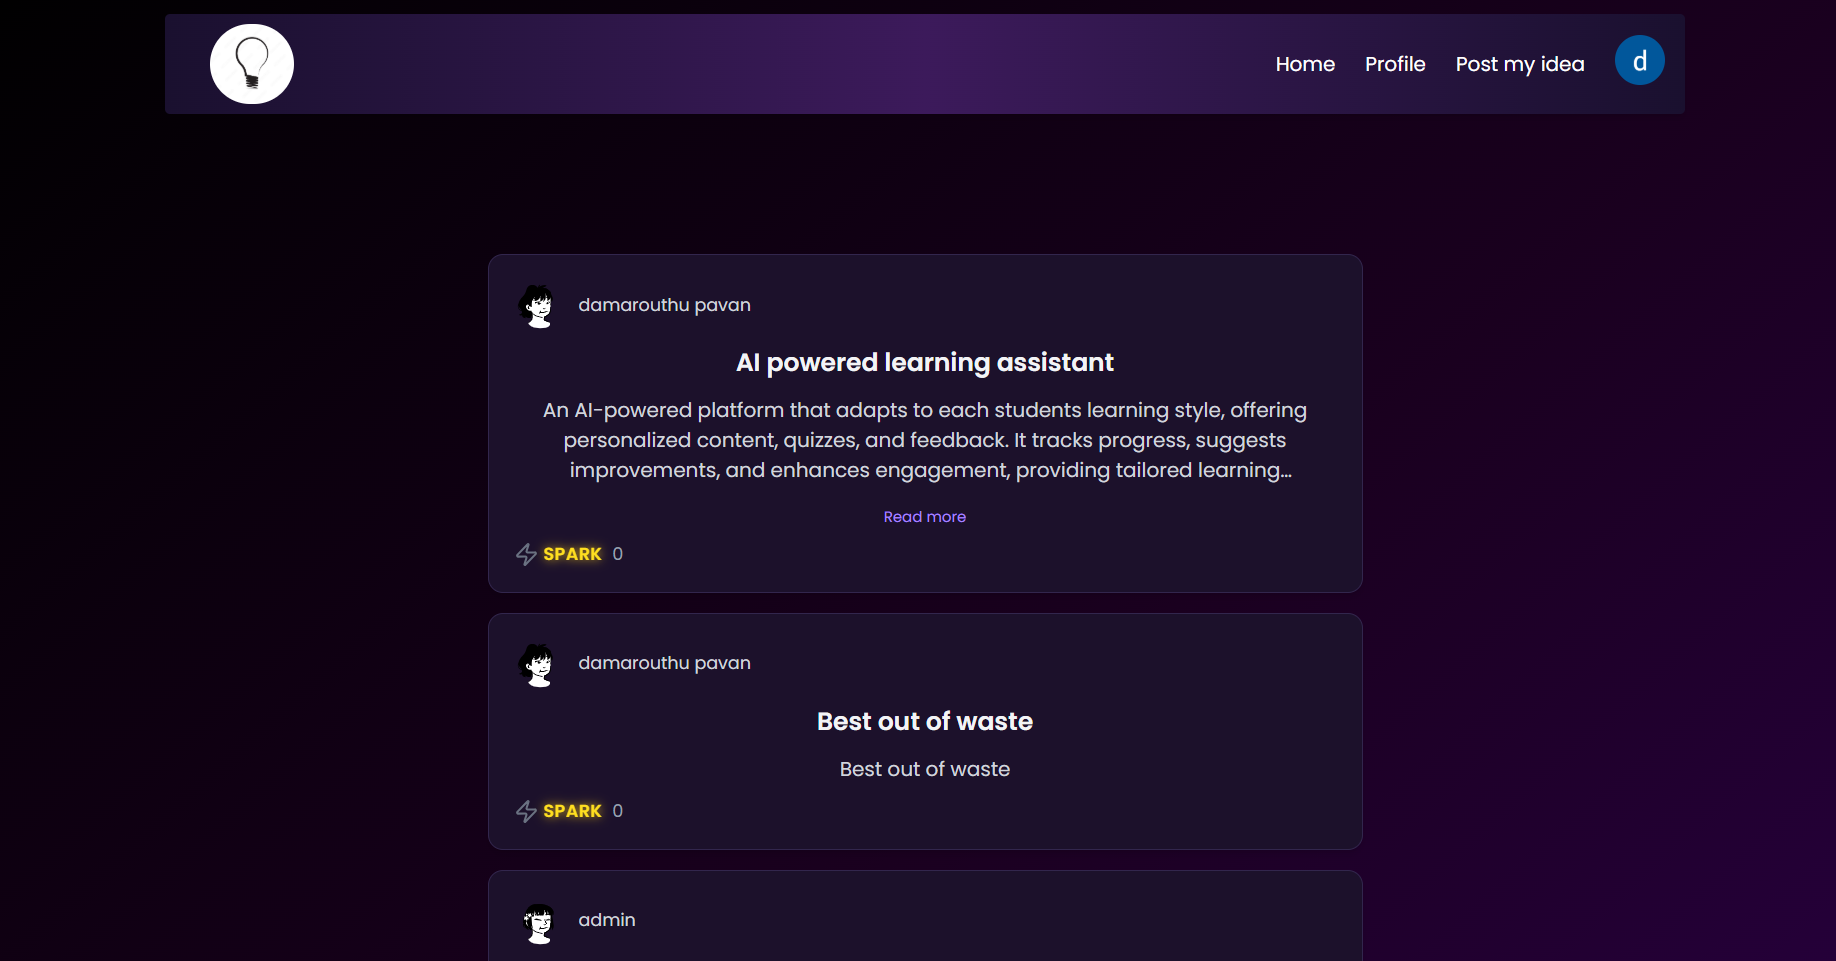 Home Profile Post my idea d
damarouthu pavan
AI powered learning assistant
An AI-powered platform that adapts to each students learning style, offering
personalized content, quizzes, and feedback. It tracks progress, suggests
improvements, and enhances engagement, providing tailored learning...
Read more
SPARK 0
damarouthu pavan
Best out of waste
Best out of waste
SPARK 0
admin